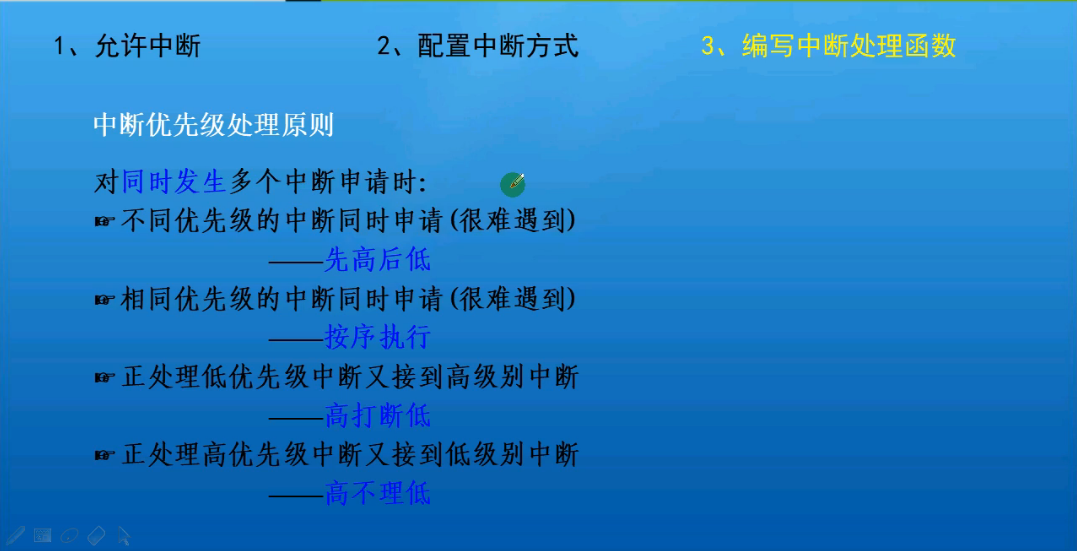 1、允许中断 2、配置中断方式 3、编写中断处理函数
中断优先级处理原则
对同时发生多个中断申请时:
☞不同优先级的中断同时申请(很难遇到)
——先高后低
☞相同优先级的中断同时申请(很难遇到)
——按序执行
☞正处理低优先级中断又接到高级别中断
——高打断低
☞正处理高优先级中断又接到低级别中断
——高不理低